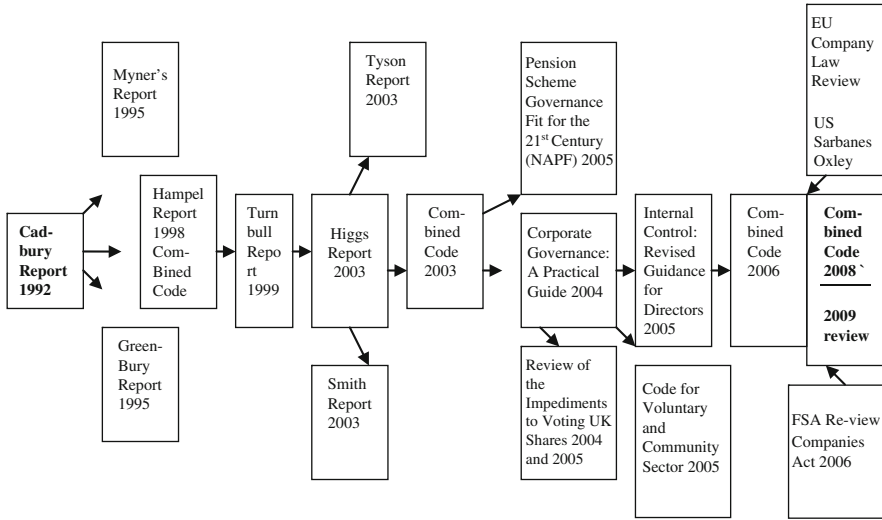 Cad-
bury
Report
1992
Myner's
Report
1995
Green-
Bury
Report
1995
Hampel
Report
1998
Com-
Bined
Code
Turn
bull
Repo
rt
1999
Tyson
Report
2003
Higgs
Report
2003
Smith
Report
2003
Com-
bined
Code
2003
Pension
Scheme
Governance
Fit for the
21st Century
(NAPF) 2005
Corporate
Governance:
A Practical
Guide 2004
Review of
the
Impediments
to Voting UK
Shares 2004
and 2005
Internal
Control:
Revised
Guidance
for
Directors
2005
Code for
Voluntary
and
Community
Sector 2005
Com-
bined
Code
2006
EU
Company
Law
Review
US
Sarbanes
Oxley
Com-
bined
Code
2008`
2009
review
FSA Re-view
Companies
Act 2006